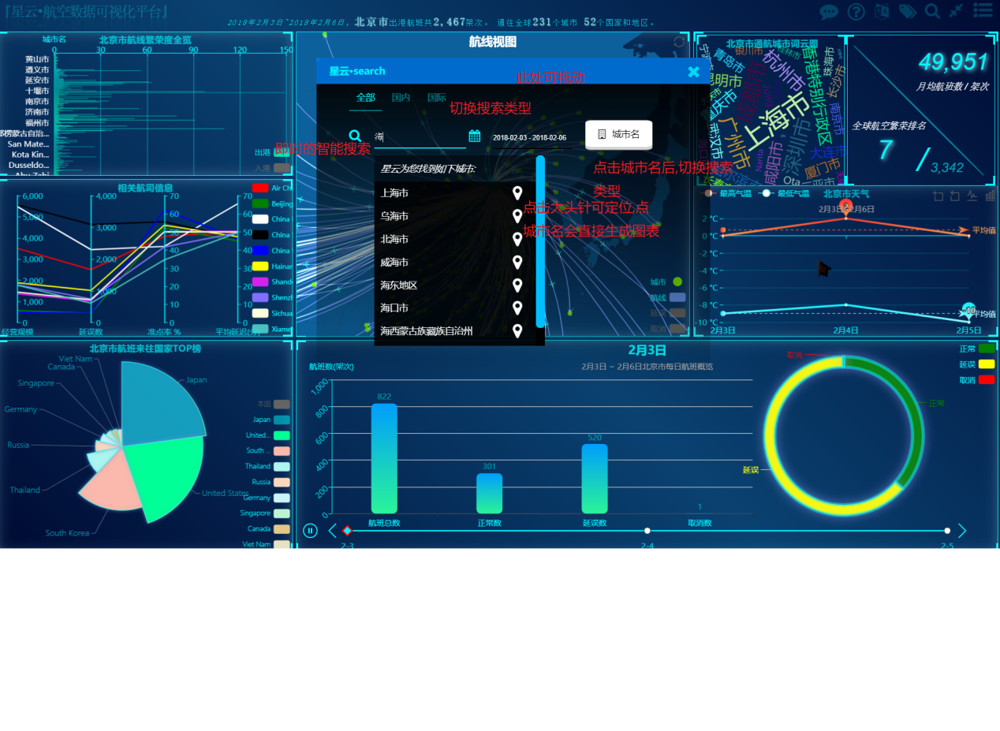 『星云•航空数据可视化平台』
2018年2月3日~2018年2月6日，北京市出港航班共2,467架次。 通往全球231个城市 52个国家和地区。
城市名
北京市航线繁荣度全览
0 30 60 90 120 150
黄山市
遵义市
延安市
十堰市
南京市
济南市
福州市
San Mate...
Kota Kin...
Dusseldo...
Abu Zabi
出港
入港
航线视图
星云•search
此处可拖动
全部 国内 国际
切换搜索类型
海
2018-02-03 - 2018-02-06
城市名
即时的智能搜索
星云为您找到如下城市:
上海市
乌海市
北海市
威海市
海东地区
海口市
海西蒙古族藏族自治州
点击城市名后,切换搜索
类型
点击大头针可定位,点
城市名会直接生成图表
城市
航线
延误
取消
北京市通航城市词云图
上海市
成都市
杭州市
广州市
深圳市
香港特别行政区
重庆市
昆明市
青岛市
银川市
桂林市
珠海市
长沙市
南京市
大连市
厦门市
咸阳市
武汉市
海口市
三亚市
Ota
Nanta
Jung
49,951
月均航班数 / 架次
全球航空繁荣排名
7 / 3,342
相关航司信息
6,000 5,000 4,000 3,000 2,000 1,000 0
4,000 3,000 2,000 1,000 0
70 60 50 40 30 20 10 0
70 60 50 40 30 20 10 0
经营规模 延误数 准点率 % 平均延迟(分)
Air Ch
Beijing
China
China
China
Hainar
Shando
Shenzl
Sichua
Xiame
最高气温 最低气温
北京市天气
2月3日~2月6日
2 °C
0 °C
-2 °C
-4 °C
-6 °C
-8 °C
-10 °C
2
-10
平均值
平均值
2月3日 2月4日 2月5日
北京市航班来往国家TOP榜
Viet Nam
Canada
Singapore
Germany
Russia
Thailand
South Korea
United States
Japan
本国
Japan
United...
South ...
Thailand
Russia
Germany
Singapore
Canada
Viet Nam
2月3日
2月3日 ~ 2月6日北京市每日航班概览
航班数(架次)
1,000
800
600
400
200
0
822
301
520
1
航班总数 正常数 延误数 取消数
2-3 2-4 2-5
取消
正常
延误
正常
延误
取消